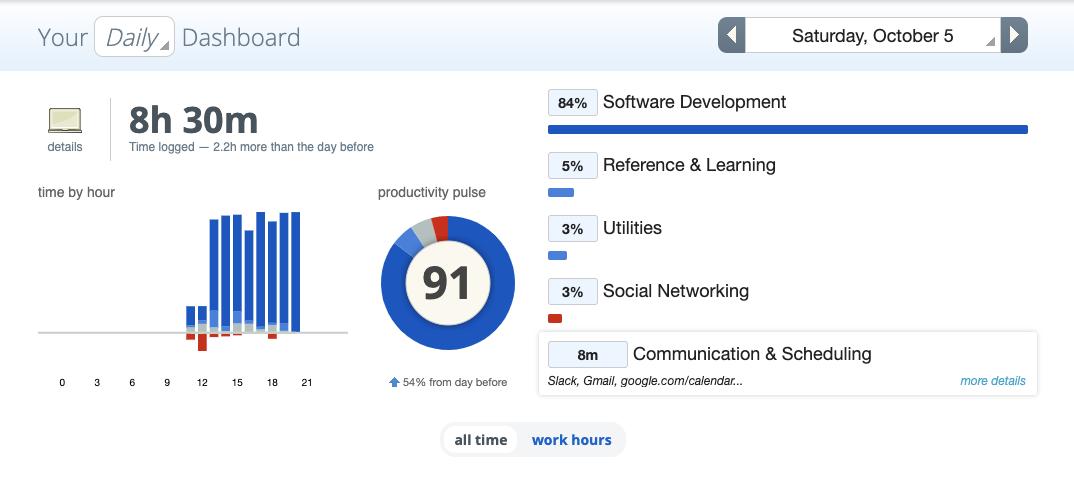 Your Daily Dashboard
Saturday, October 5
details
8h 30m
Time logged — 2.2h more than the day before
time by hour
0 3 6 9 12 15 18 21
productivity pulse
91
54% from day before
84% Software Development
5% Reference & Learning
3% Utilities
3% Social Networking
8m Communication & Scheduling
Slack, Gmail, google.com/calendar...
more details
all time
work hours